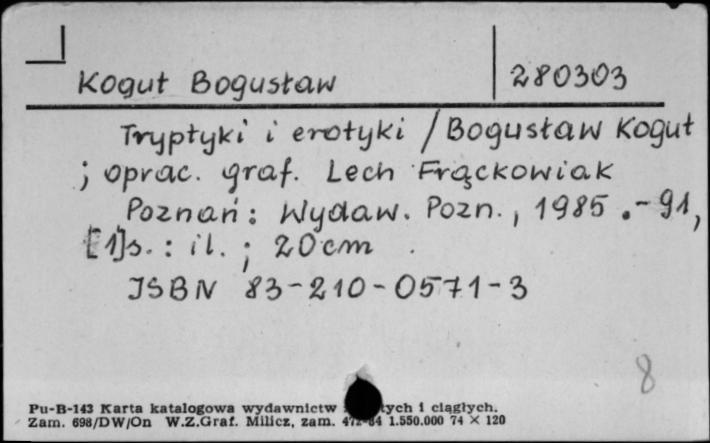 Kogut Bogusław 280303
Tryptyki i erotyki / Bogusław Kogut
; oprac. graf. Lech Frąckowiak
Poznań : Wydaw. Pozn., 1985 .- 91,
[1]s. : il. ; 20 cm
ISBN 83-210-0571-3
8
Pu-B-143 Karta katalogowa wydawnictw i ciągłych.
Zam. 698/DW/On W.Z.Graf. Milicz, zam. 1.550.000 74 × 120